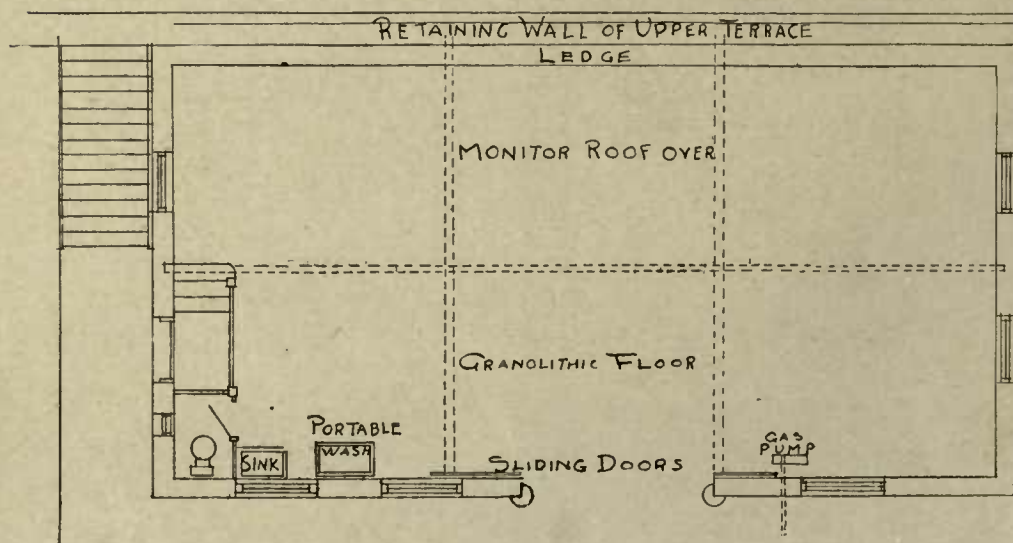 RETAINING WALL OF UPPER TERRACE
LEDGE
MONITOR ROOF OVER
GRANOLITHIC FLOOR
PORTABLE
WASH
SINK
SLIDING DOORS
GAS
PUMP